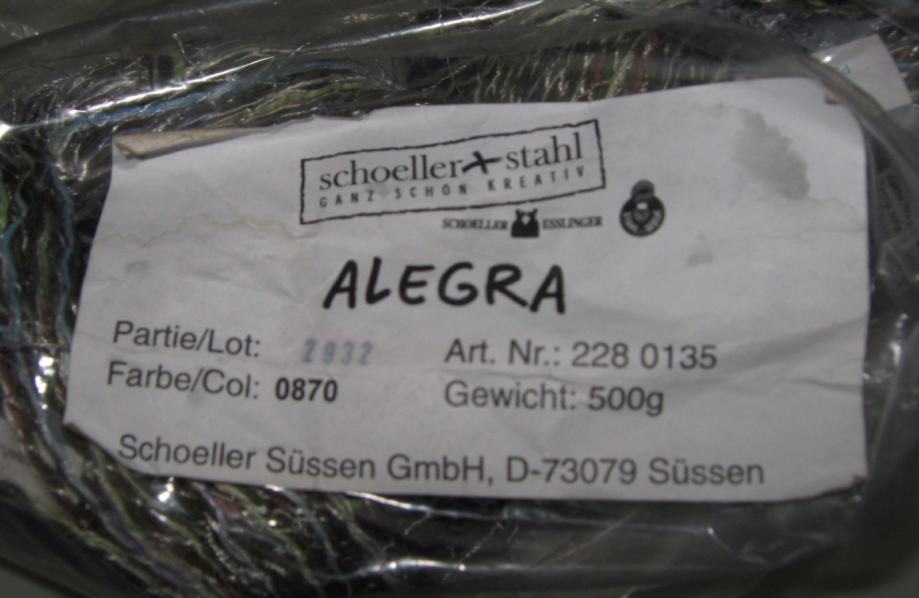 schoeller + stahl
GANZ SCHÖN KREATIV
SCHOELLER ESSLINGER
ALEGRA
Partie/Lot: 2932 Art. Nr.: 228 0135
Farbe/Col: 0870 Gewicht: 500g
Schoeller Süssen GmbH, D-73079 Süssen